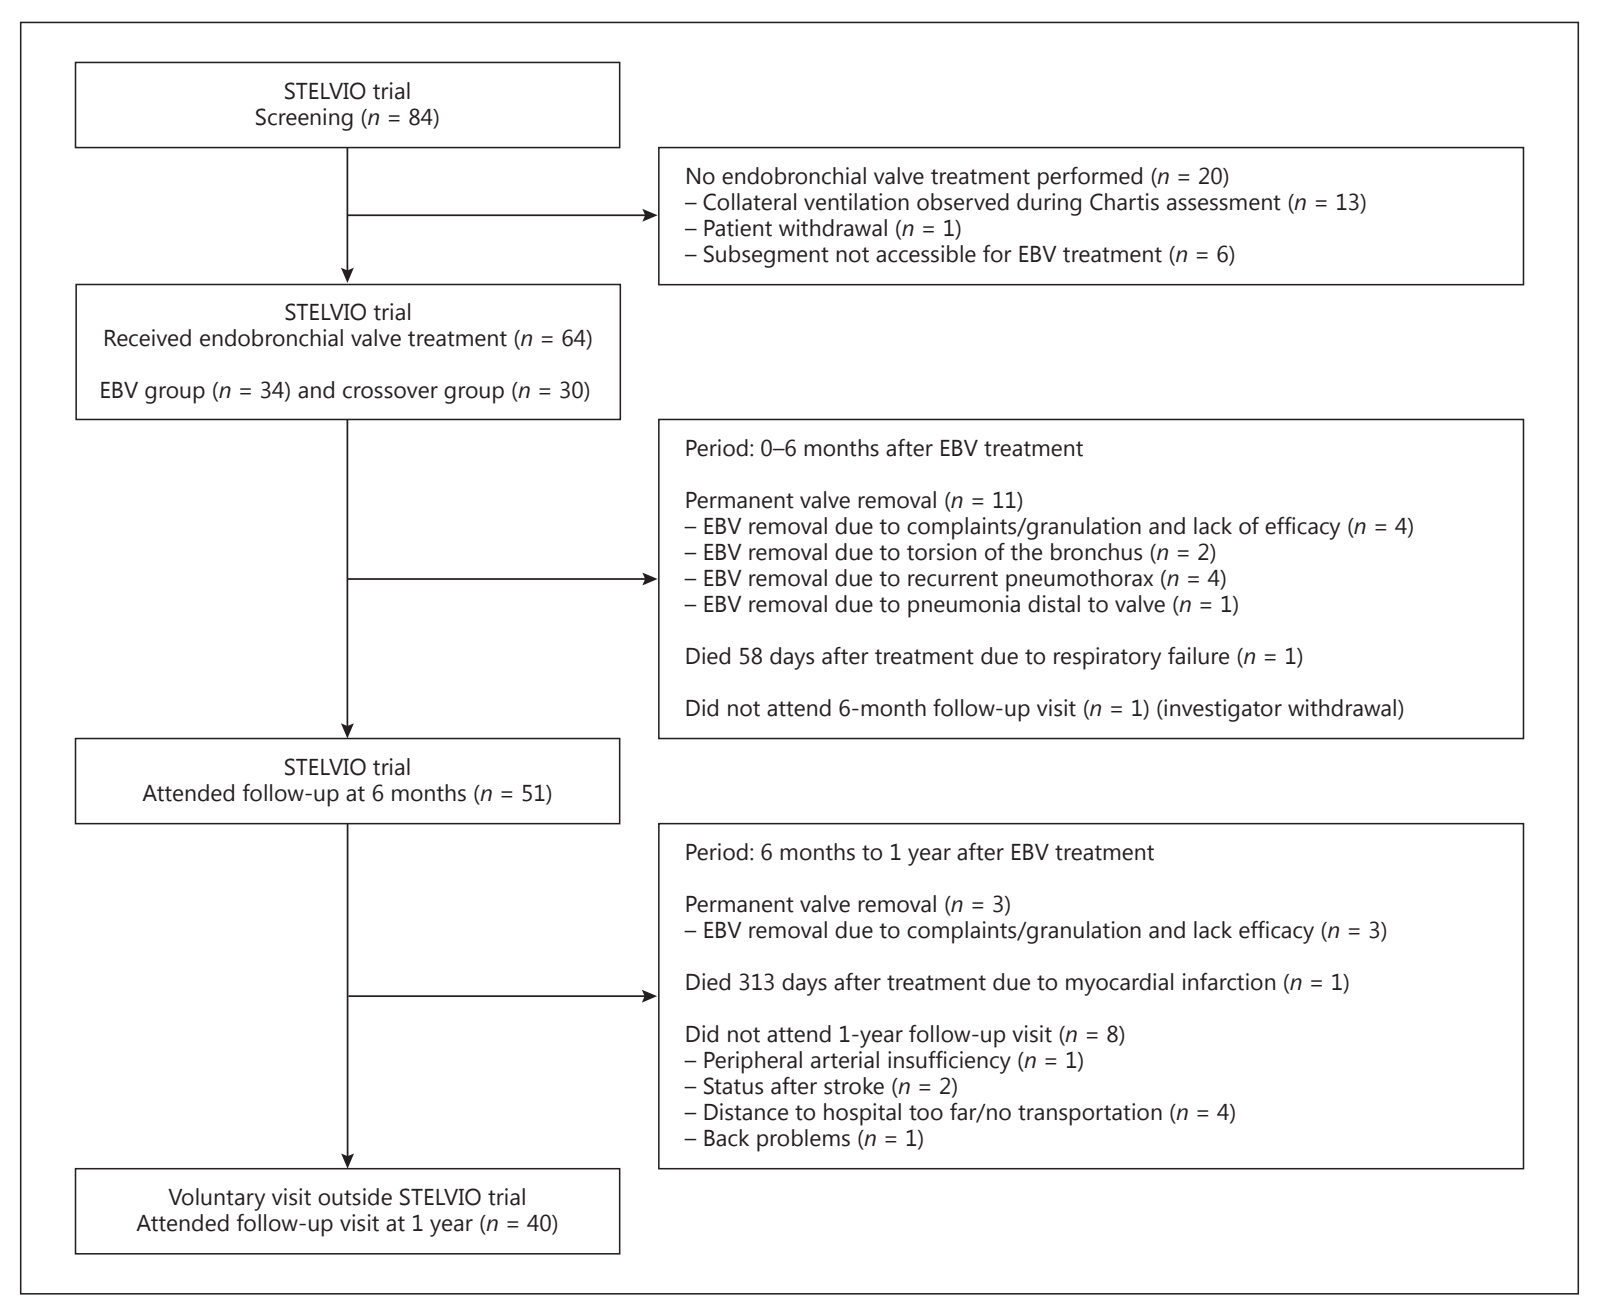 STELVIO trial
Screening (n = 84)
No endobronchial valve treatment performed (n = 20)
– Collateral ventilation observed during Chartis assessment (n = 13)
– Patient withdrawal (n = 1)
– Subsegment not accessible for EBV treatment (n = 6)
STELVIO trial
Received endobronchial valve treatment (n = 64)
EBV group (n = 34) and crossover group (n = 30)
Period: 0–6 months after EBV treatment
Permanent valve removal (n = 11)
– EBV removal due to complaints/granulation and lack of efficacy (n = 4)
– EBV removal due to torsion of the bronchus (n = 2)
– EBV removal due to recurrent pneumothorax (n = 4)
– EBV removal due to pneumonia distal to valve (n = 1)
Died 58 days after treatment due to respiratory failure (n = 1)
Did not attend 6-month follow-up visit (n = 1) (investigator withdrawal)
STELVIO trial
Attended follow-up at 6 months (n = 51)
Period: 6 months to 1 year after EBV treatment
Permanent valve removal (n = 3)
– EBV removal due to complaints/granulation and lack efficacy (n = 3)
Died 313 days after treatment due to myocardial infarction (n = 1)
Did not attend 1-year follow-up visit (n = 8)
– Peripheral arterial insufficiency (n = 1)
– Status after stroke (n = 2)
– Distance to hospital too far/no transportation (n = 4)
– Back problems (n = 1)
Voluntary visit outside STELVIO trial
Attended follow-up visit at 1 year (n = 40)